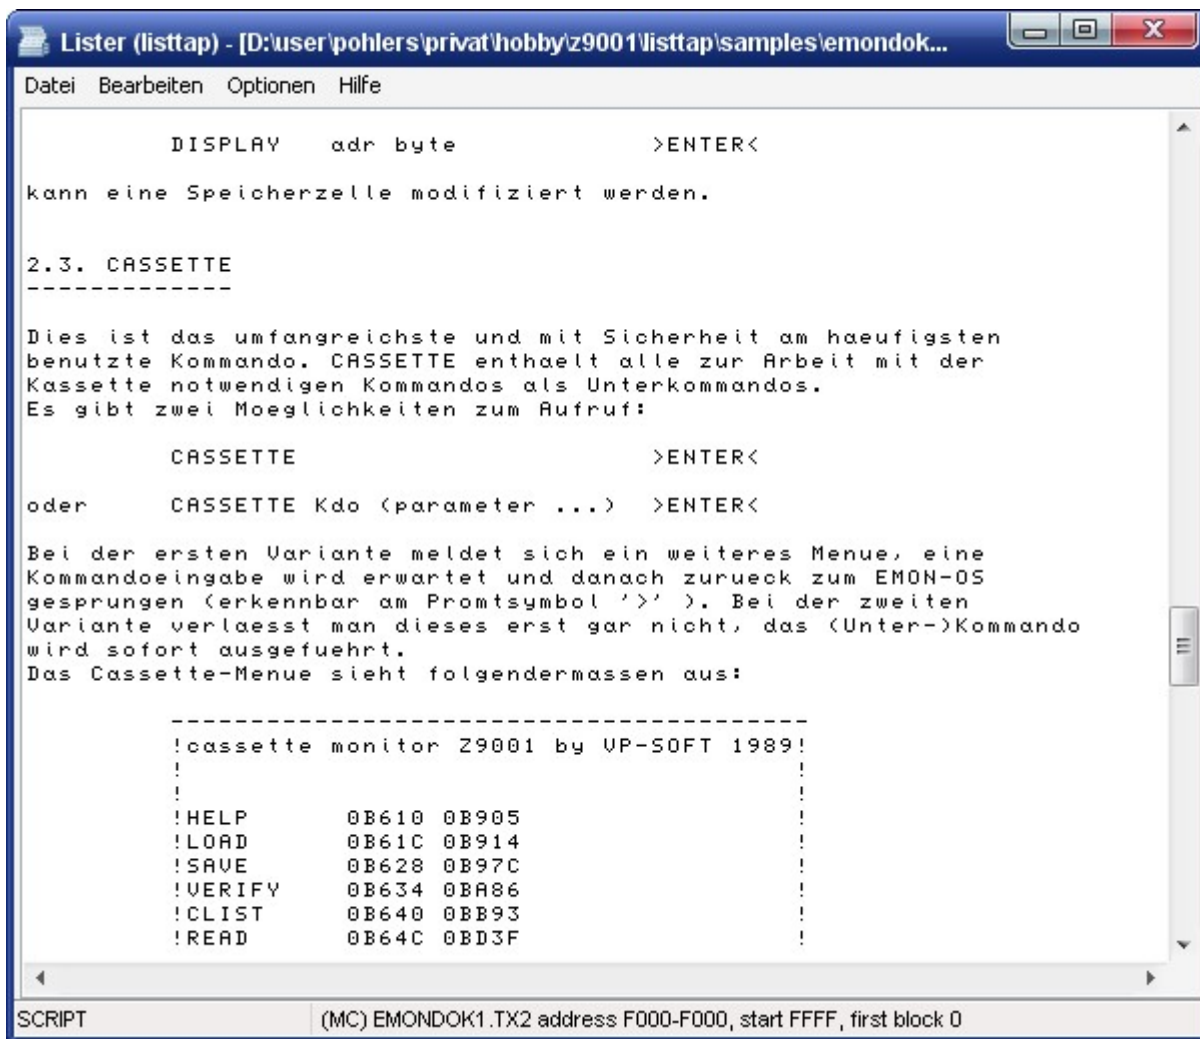 Lister (listtap) - [D:\user\pohlers\privat\hobby\z9001\listtap\samples\emondok...
Datei Bearbeiten Optionen Hilfe
DISPLAY adr byte >ENTER<
kann eine Speicherzelle modifiziert werden.
2.3. CASSETTE
-------------
Dies ist das umfangreichste und mit Sicherheit am haeufigsten
benutzte Kommando. CASSETTE enthaelt alle zur Arbeit mit der
Kassette notwendigen Kommandos als Unterkommandos.
Es gibt zwei Moeglichkeiten zum Aufruf:
CASSETTE >ENTER<
oder CASSETTE Kdo (parameter ...) >ENTER<
Bei der ersten Variante meldet sich ein weiteres Menue, eine
Kommandoeingabe wird erwartet und danach zurueck zum EMON-OS
gesprungen (erkennbar am Promtsymbol '>' ). Bei der zweiten
Variante verlaesst man dieses erst gar nicht, das (Unter-)Kommando
wird sofort ausgefuehrt.
Das Cassette-Menue sieht folgendermassen aus:
----------------------------------------
!cassette monitor Z9001 by VP-SOFT 1989!
! !
! !
!HELP 0B610 0B905 !
!LOAD 0B61C 0B914 !
!SAVE 0B628 0B97C !
!VERIFY 0B634 0BA86 !
!CLIST 0B640 0BB93 !
!READ 0B64C 0BD3F !
SCRIPT (MC) EMONDOK1.TX2 address F000-F000, start FFFF, first block 0